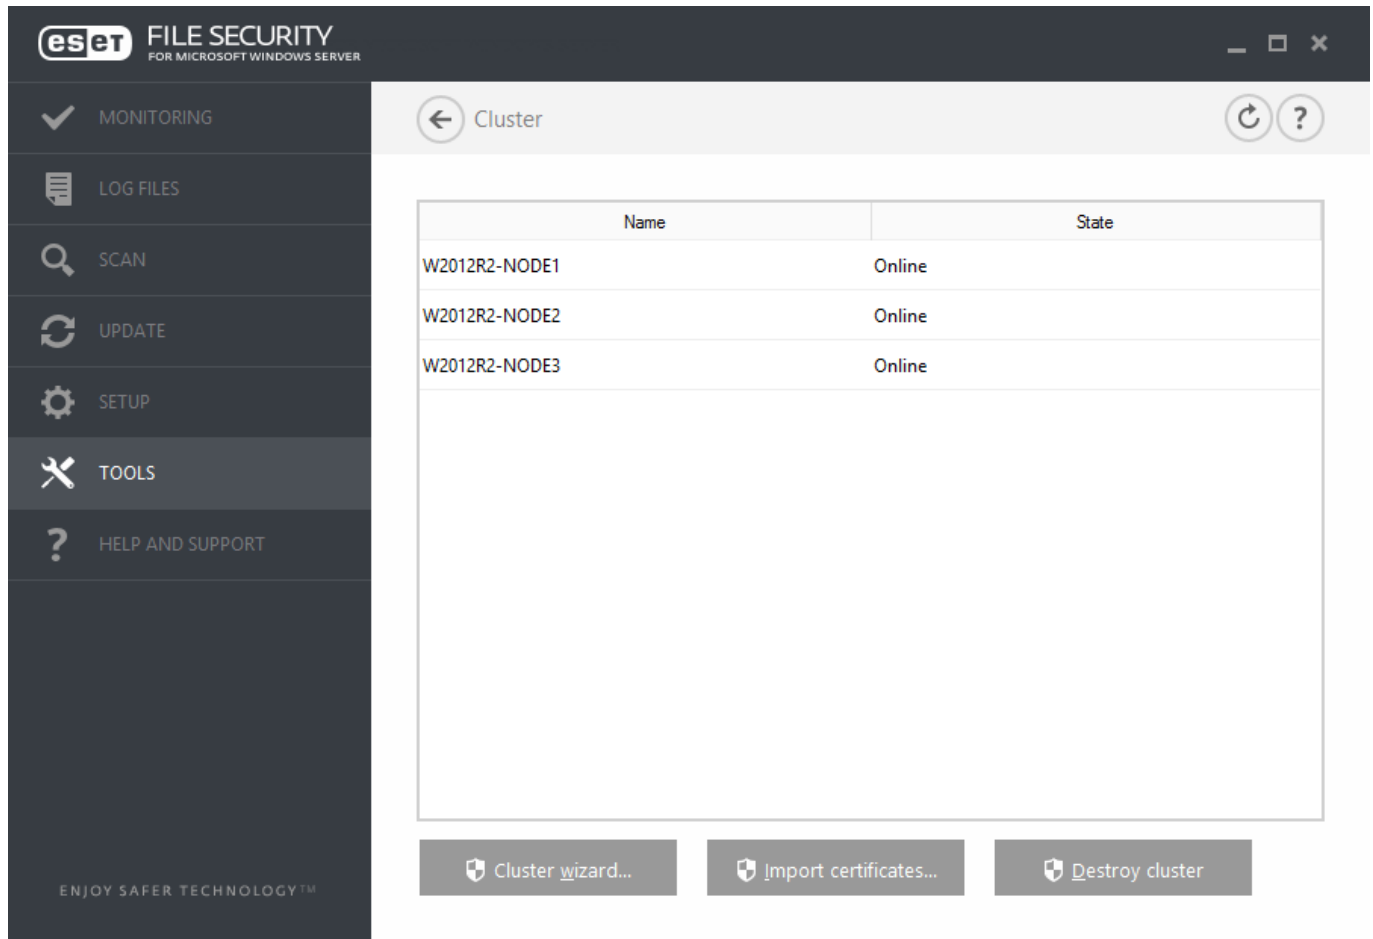 eset FILE SECURITY
FOR MICROSOFT WINDOWS SERVER
MONITORING
LOG FILES
SCAN
UPDATE
SETUP
TOOLS
HELP AND SUPPORT
ENJOY SAFER TECHNOLOGY™
Cluster
?
Name State
W2012R2-NODE1 Online
W2012R2-NODE2 Online
W2012R2-NODE3 Online
Cluster wizard... Import certificates... Destroy cluster